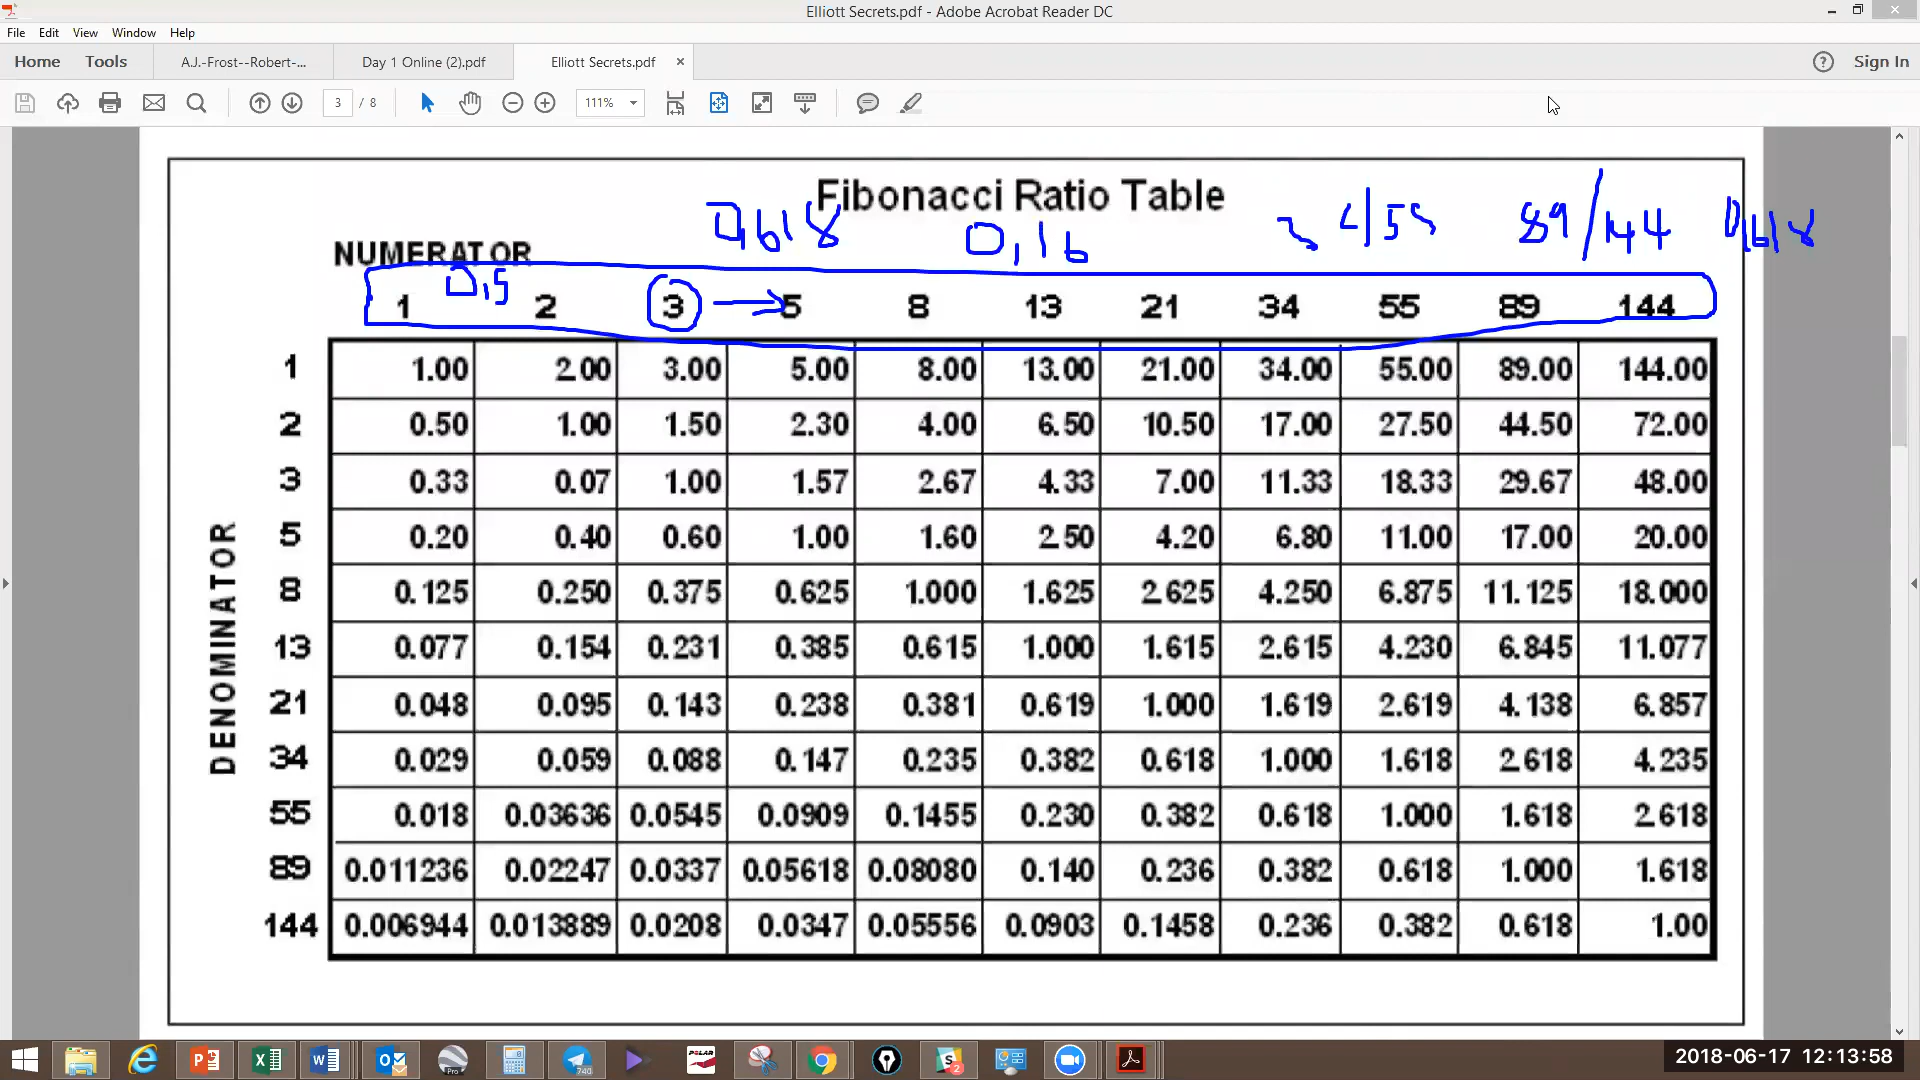 Elliott Secrets.pdf - Adobe Acrobat Reader DC
File Edit View Window Help
Home Tools A.J.-Frost--Robert-... Day 1 Online (2).pdf Elliott Secrets.pdf Sign In
3 / 8 111%
Fibonacci Ratio Table
0,618 0,16 89/144 0,618
NUMERATOR
0,5
1 2 3 5 8 13 21 34 55 89 144
DENOMINATOR
1 1.00 2.00 3.00 5.00 8.00 13.00 21.00 34.00 55.00 89.00 144.00
2 0.50 1.00 1.50 2.30 4.00 6.50 10.50 17.00 27.50 44.50 72.00
3 0.33 0.07 1.00 1.57 2.67 4.33 7.00 11.33 18.33 29.67 48.00
5 0.20 0.40 0.60 1.00 1.60 2.50 4.20 6.80 11.00 17.00 20.00
8 0.125 0.250 0.375 0.625 1.000 1.625 2.625 4.250 6.875 11.125 18.000
13 0.077 0.154 0.231 0.385 0.615 1.000 1.615 2.615 4.230 6.845 11.077
21 0.048 0.095 0.143 0.238 0.381 0.619 1.000 1.619 2.619 4.138 6.857
34 0.029 0.059 0.088 0.147 0.235 0.382 0.618 1.000 1.618 2.618 4.235
55 0.018 0.03636 0.0545 0.0909 0.1455 0.230 0.382 0.618 1.000 1.618 2.618
89 0.011236 0.02247 0.0337 0.05618 0.08080 0.140 0.236 0.382 0.618 1.000 1.618
144 0.006944 0.013889 0.0208 0.0347 0.05556 0.0903 0.1458 0.236 0.382 0.618 1.00
Pro 740 POLAR 2
2018-06-17 12:13:58